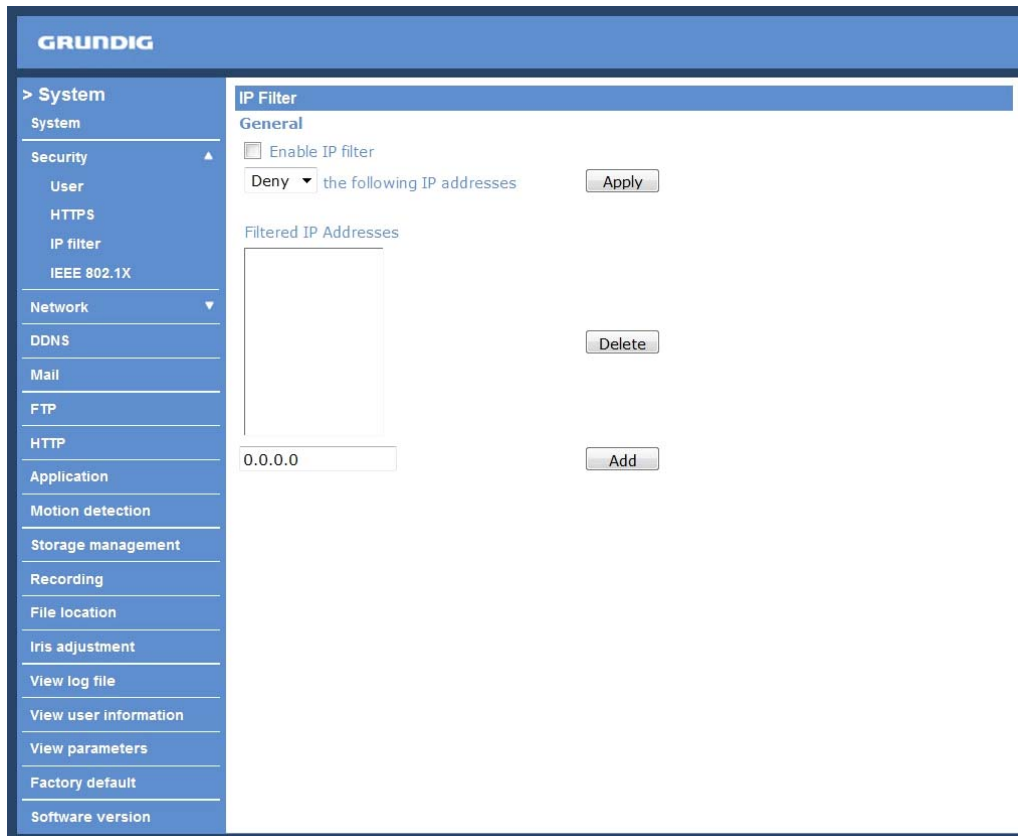 GRUNDIG
> System
System
Security
User
HTTPS
IP filter
IEEE 802.1X
Network
DDNS
Mail
FTP
HTTP
Application
Motion detection
Storage management
Recording
File location
Iris adjustment
View log file
View user information
View parameters
Factory default
Software version
IP Filter
General
Enable IP filter
Deny the following IP addresses Apply
Filtered IP Addresses
Delete
0.0.0.0 Add